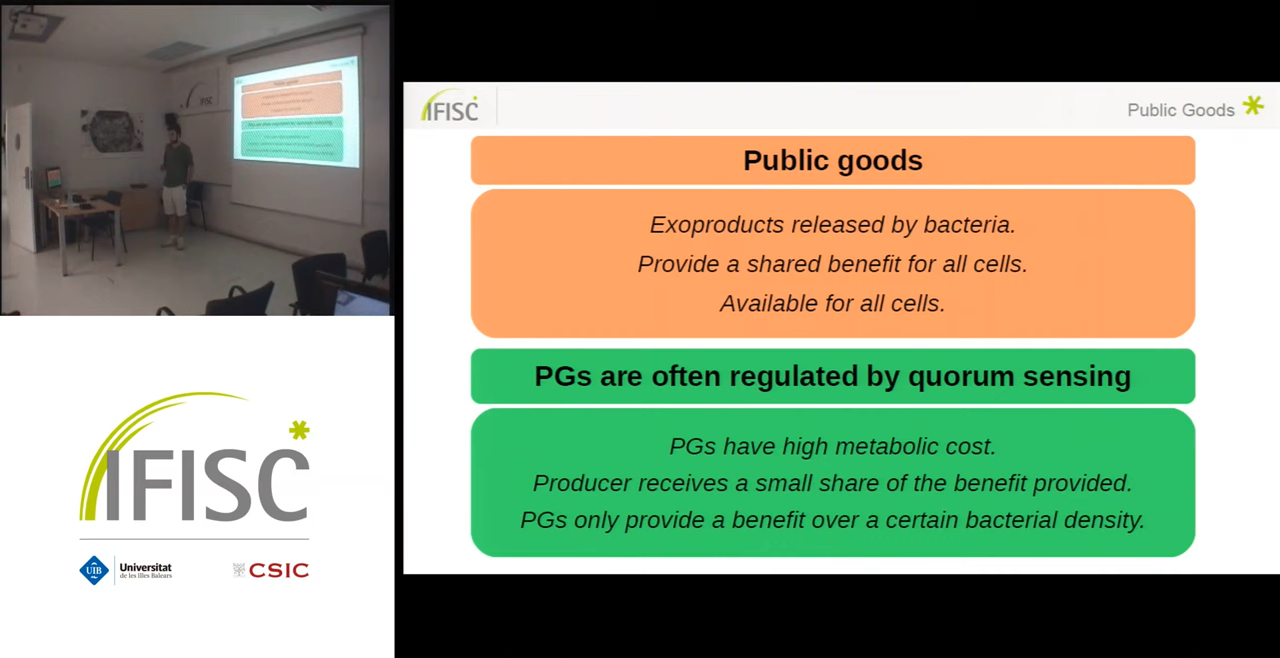 IFISC
Public Goods
Public goods
Exoproducts released by bacteria.
Provide a shared benefit for all cells.
Available for all cells.
PGs are often regulated by quorum sensing
PGs have high metabolic cost.
Producer receives a small share of the benefit provided.
PGs only provide a benefit over a certain bacterial density.
IFISC
UIB
Universitat
de les Illes Balears
CSIC